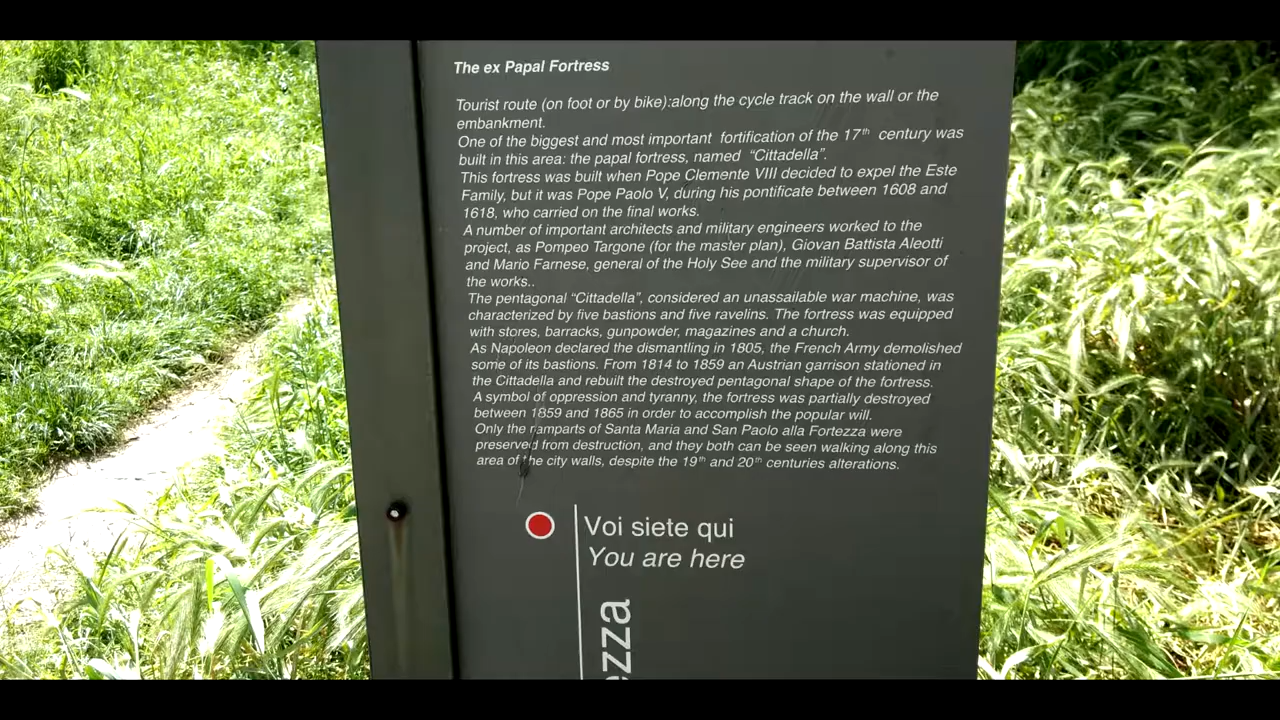 The ex Papal Fortress
Tourist route (on foot or by bike):along the cycle track on the wall or the
embankment.
One of the biggest and most important fortification of the 17th century was
built in this area: the papal fortress, named “Cittadella”.
This fortress was built when Pope Clemente VIII decided to expel the Este
Family, but it was Pope Paolo V, during his pontificate between 1608 and
1618, who carried on the final works.
A number of important architects and military engineers worked to the
project, as Pompeo Targone (for the master plan), Giovan Battista Aleotti
and Mario Farnese, general of the Holy See and the military supervisor of
the works..
The pentagonal “Cittadella”, considered an unassailable war machine, was
characterized by five bastions and five ravelins. The fortress was equipped
with stores, barracks, gunpowder, magazines and a church.
As Napoleon declared the dismantling in 1805, the French Army demolished
some of its bastions. From 1814 to 1859 an Austrian garrison stationed in
the Cittadella and rebuilt the destroyed pentagonal shape of the fortress.
A symbol of oppression and tyranny, the fortress was partially destroyed
between 1859 and 1865 in order to accomplish the popular will.
Only the ramparts of Santa Maria and San Paolo alla Fortezza were
preserved from destruction, and they both can be seen walking along this
area of the city walls, despite the 19th and 20th centuries alterations.
Voi siete qui
You are here
ezza